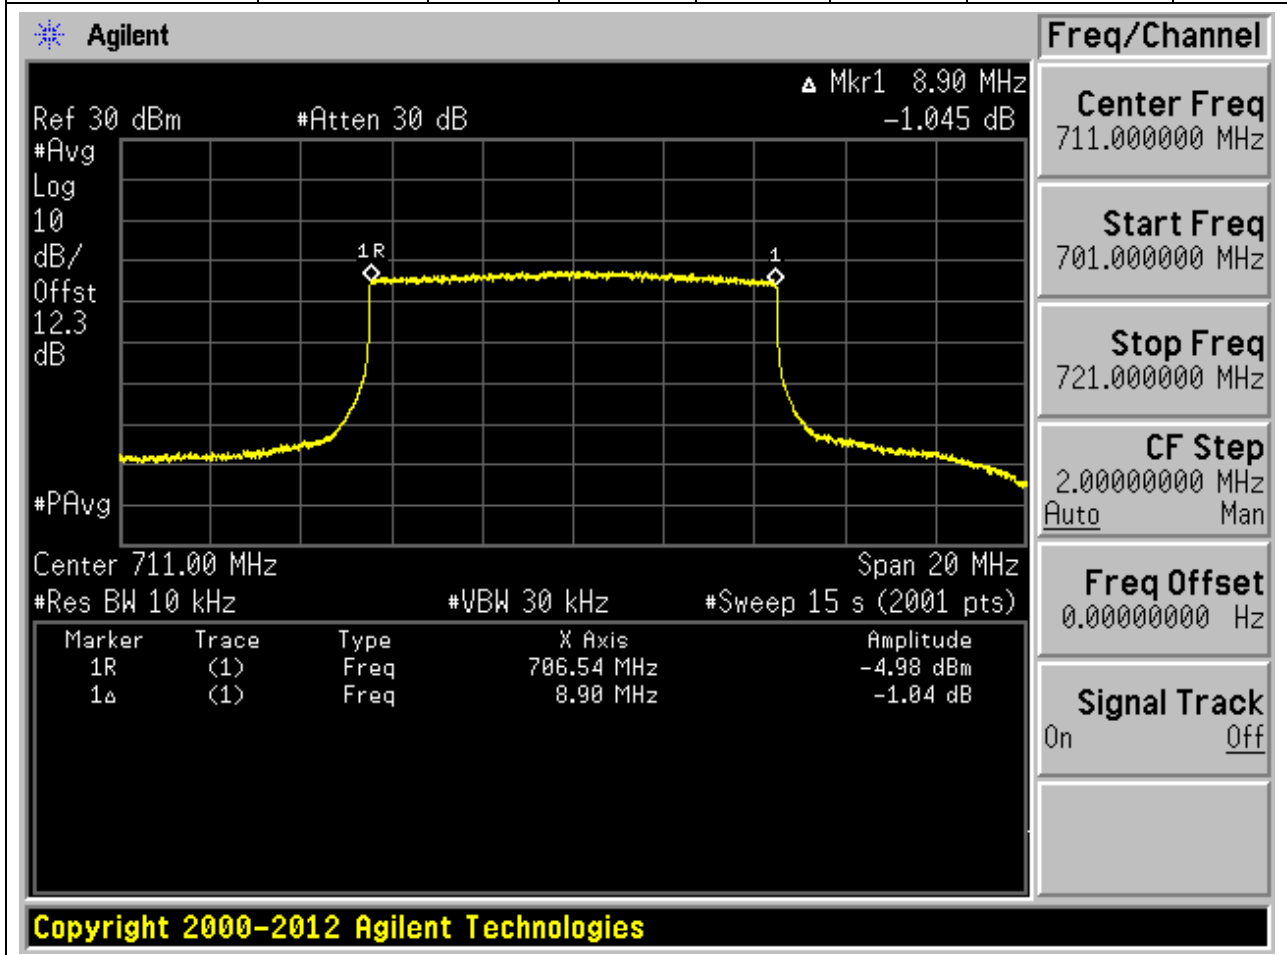 Agilent
Freq/Channel
▵ Mkr1 8.90 MHz
Ref 30 dBm #Atten 30 dB -1.045 dB
#Avg
Log
10
dB/
Offst
12.3
dB
1R
1
#PAvg
Center 711.00 MHz Span 20 MHz
#Res BW 10 kHz #VBW 30 kHz #Sweep 15 s (2001 pts)
Marker Trace Type X Axis Amplitude
1R (1) Freq 706.54 MHz -4.98 dBm
1▵ (1) Freq 8.90 MHz -1.04 dB
Center Freq
711.000000 MHz
Start Freq
701.000000 MHz
Stop Freq
721.000000 MHz
CF Step
2.00000000 MHz
Auto Man
Freq Offset
0.00000000 Hz
Signal Track
On Off
Copyright 2000-2012 Agilent Technologies